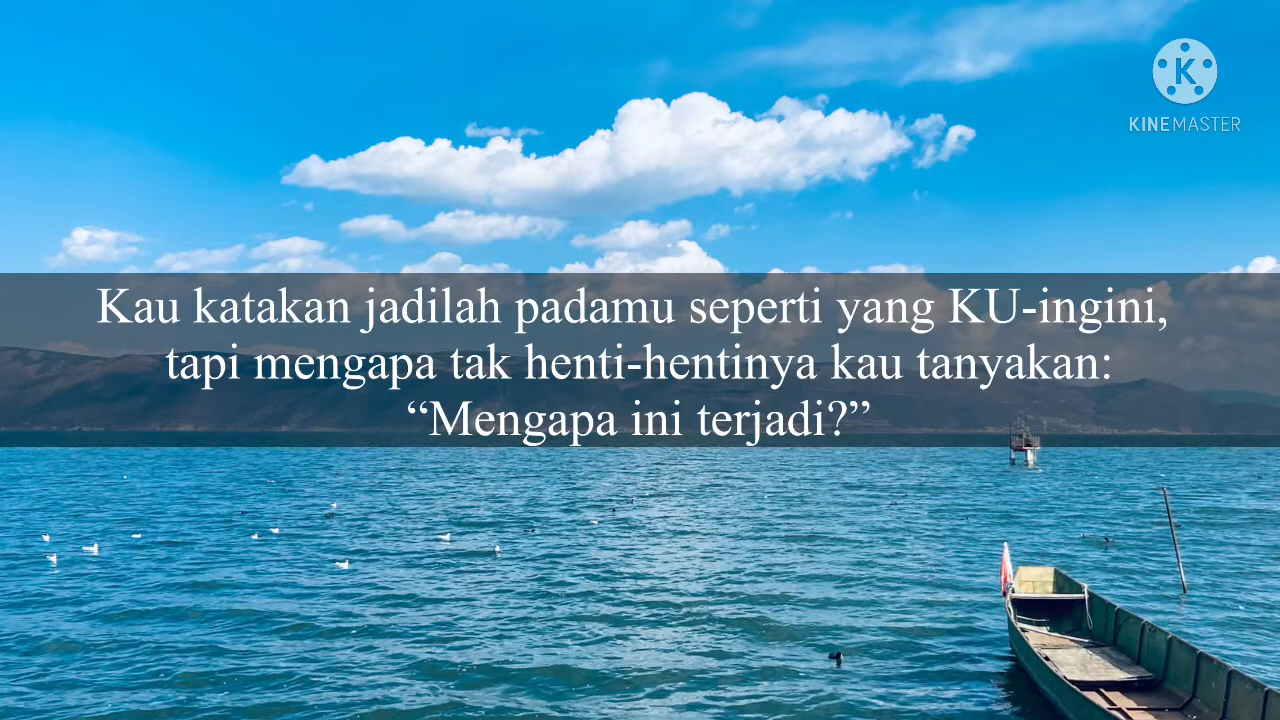 KINEMASTER
Kau katakan jadilah padamu seperti yang KU-ingini,
tapi mengapa tak henti-hentinya kau tanyakan:
“Mengapa ini terjadi?”